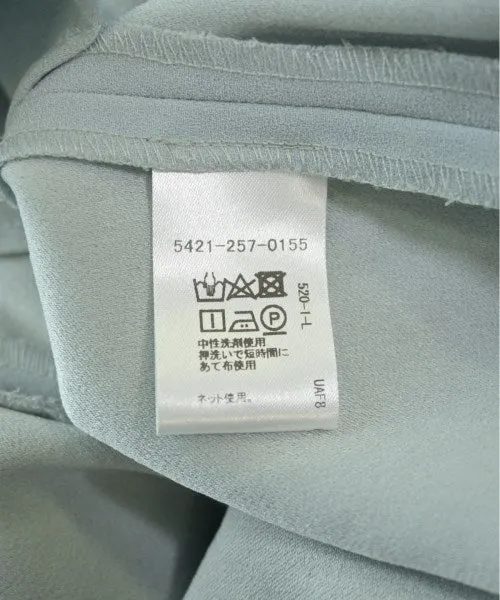 5421-257-0155
P
中性洗剤使用
押洗いで短時間に
あて布使用
ネット使用。
520-1-L
UAF8